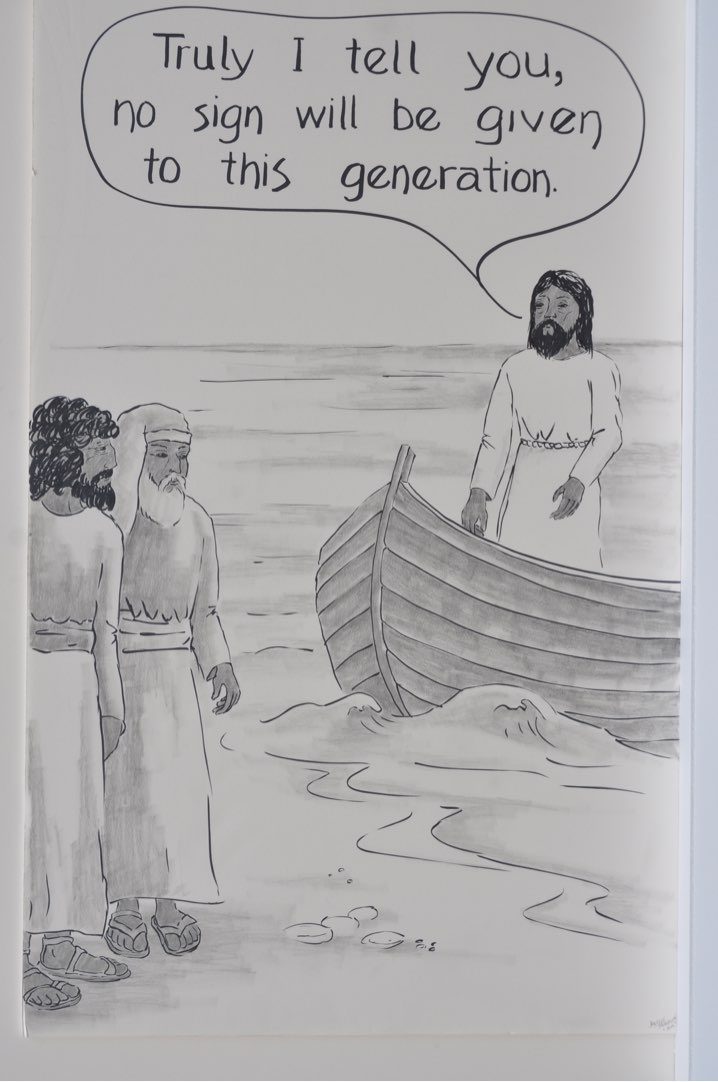 Truly I tell you,
no sign will be given
to this generation.